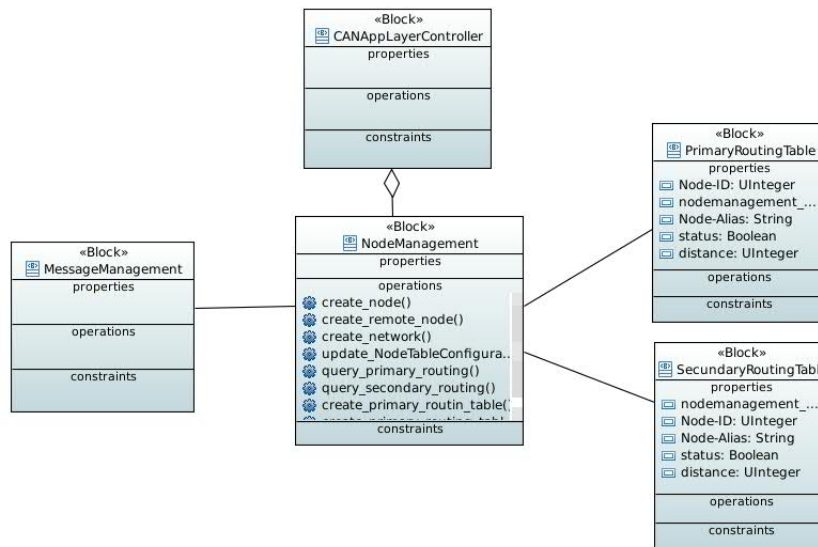 «Block»
CANAppLayerController
properties
operations
constraints
«Block»
MessageManagement
properties
operations
constraints
«Block»
NodeManagement
properties
operations
create_node()
create_remote_node()
create_network()
update_NodeTableConfigura...
query_primary_routing()
query_secondary_routing()
create_primary_routin_table()
constraints
«Block»
PrimaryRoutingTable
properties
Node-ID: UInteger
nodemanagement_...
Node-Alias: String
status: Boolean
distance: UInteger
operations
constraints
«Block»
SecundaryRoutingTabl
properties
nodemanagement_...
Node-ID: UInteger
Node-Alias: String
status: Boolean
distance: UInteger
operations
constraints